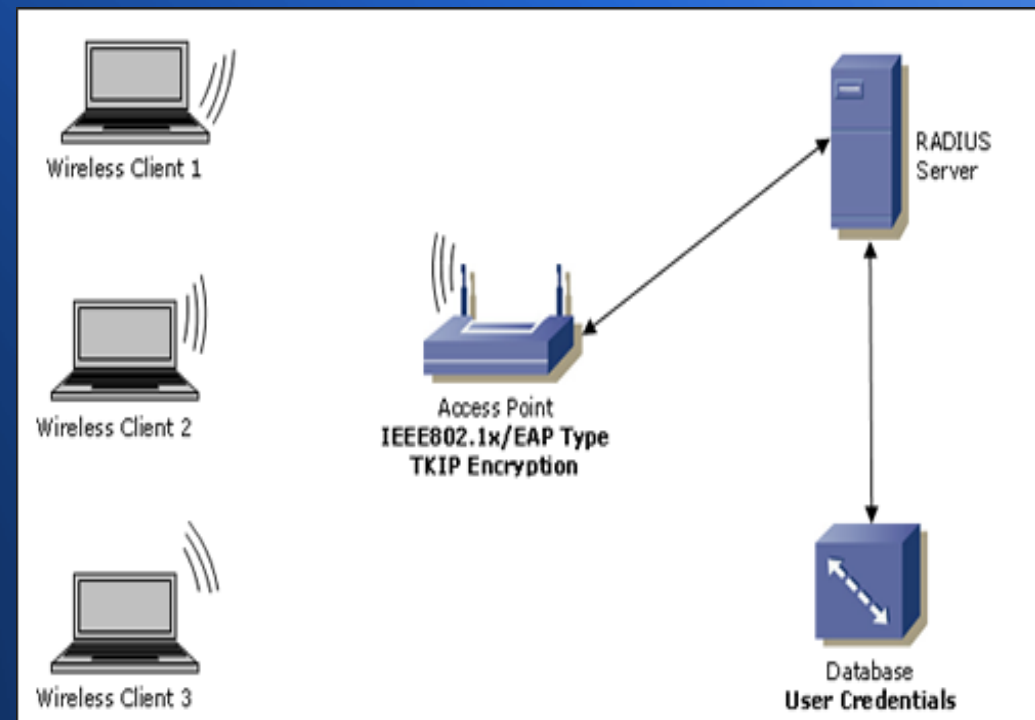 Wireless Client 1
RADIUS
Server
Wireless Client 2
Access Point
IEEE802.1x/EAP Type
TKIP Encryption
Wireless Client 3
Database
User Credentials